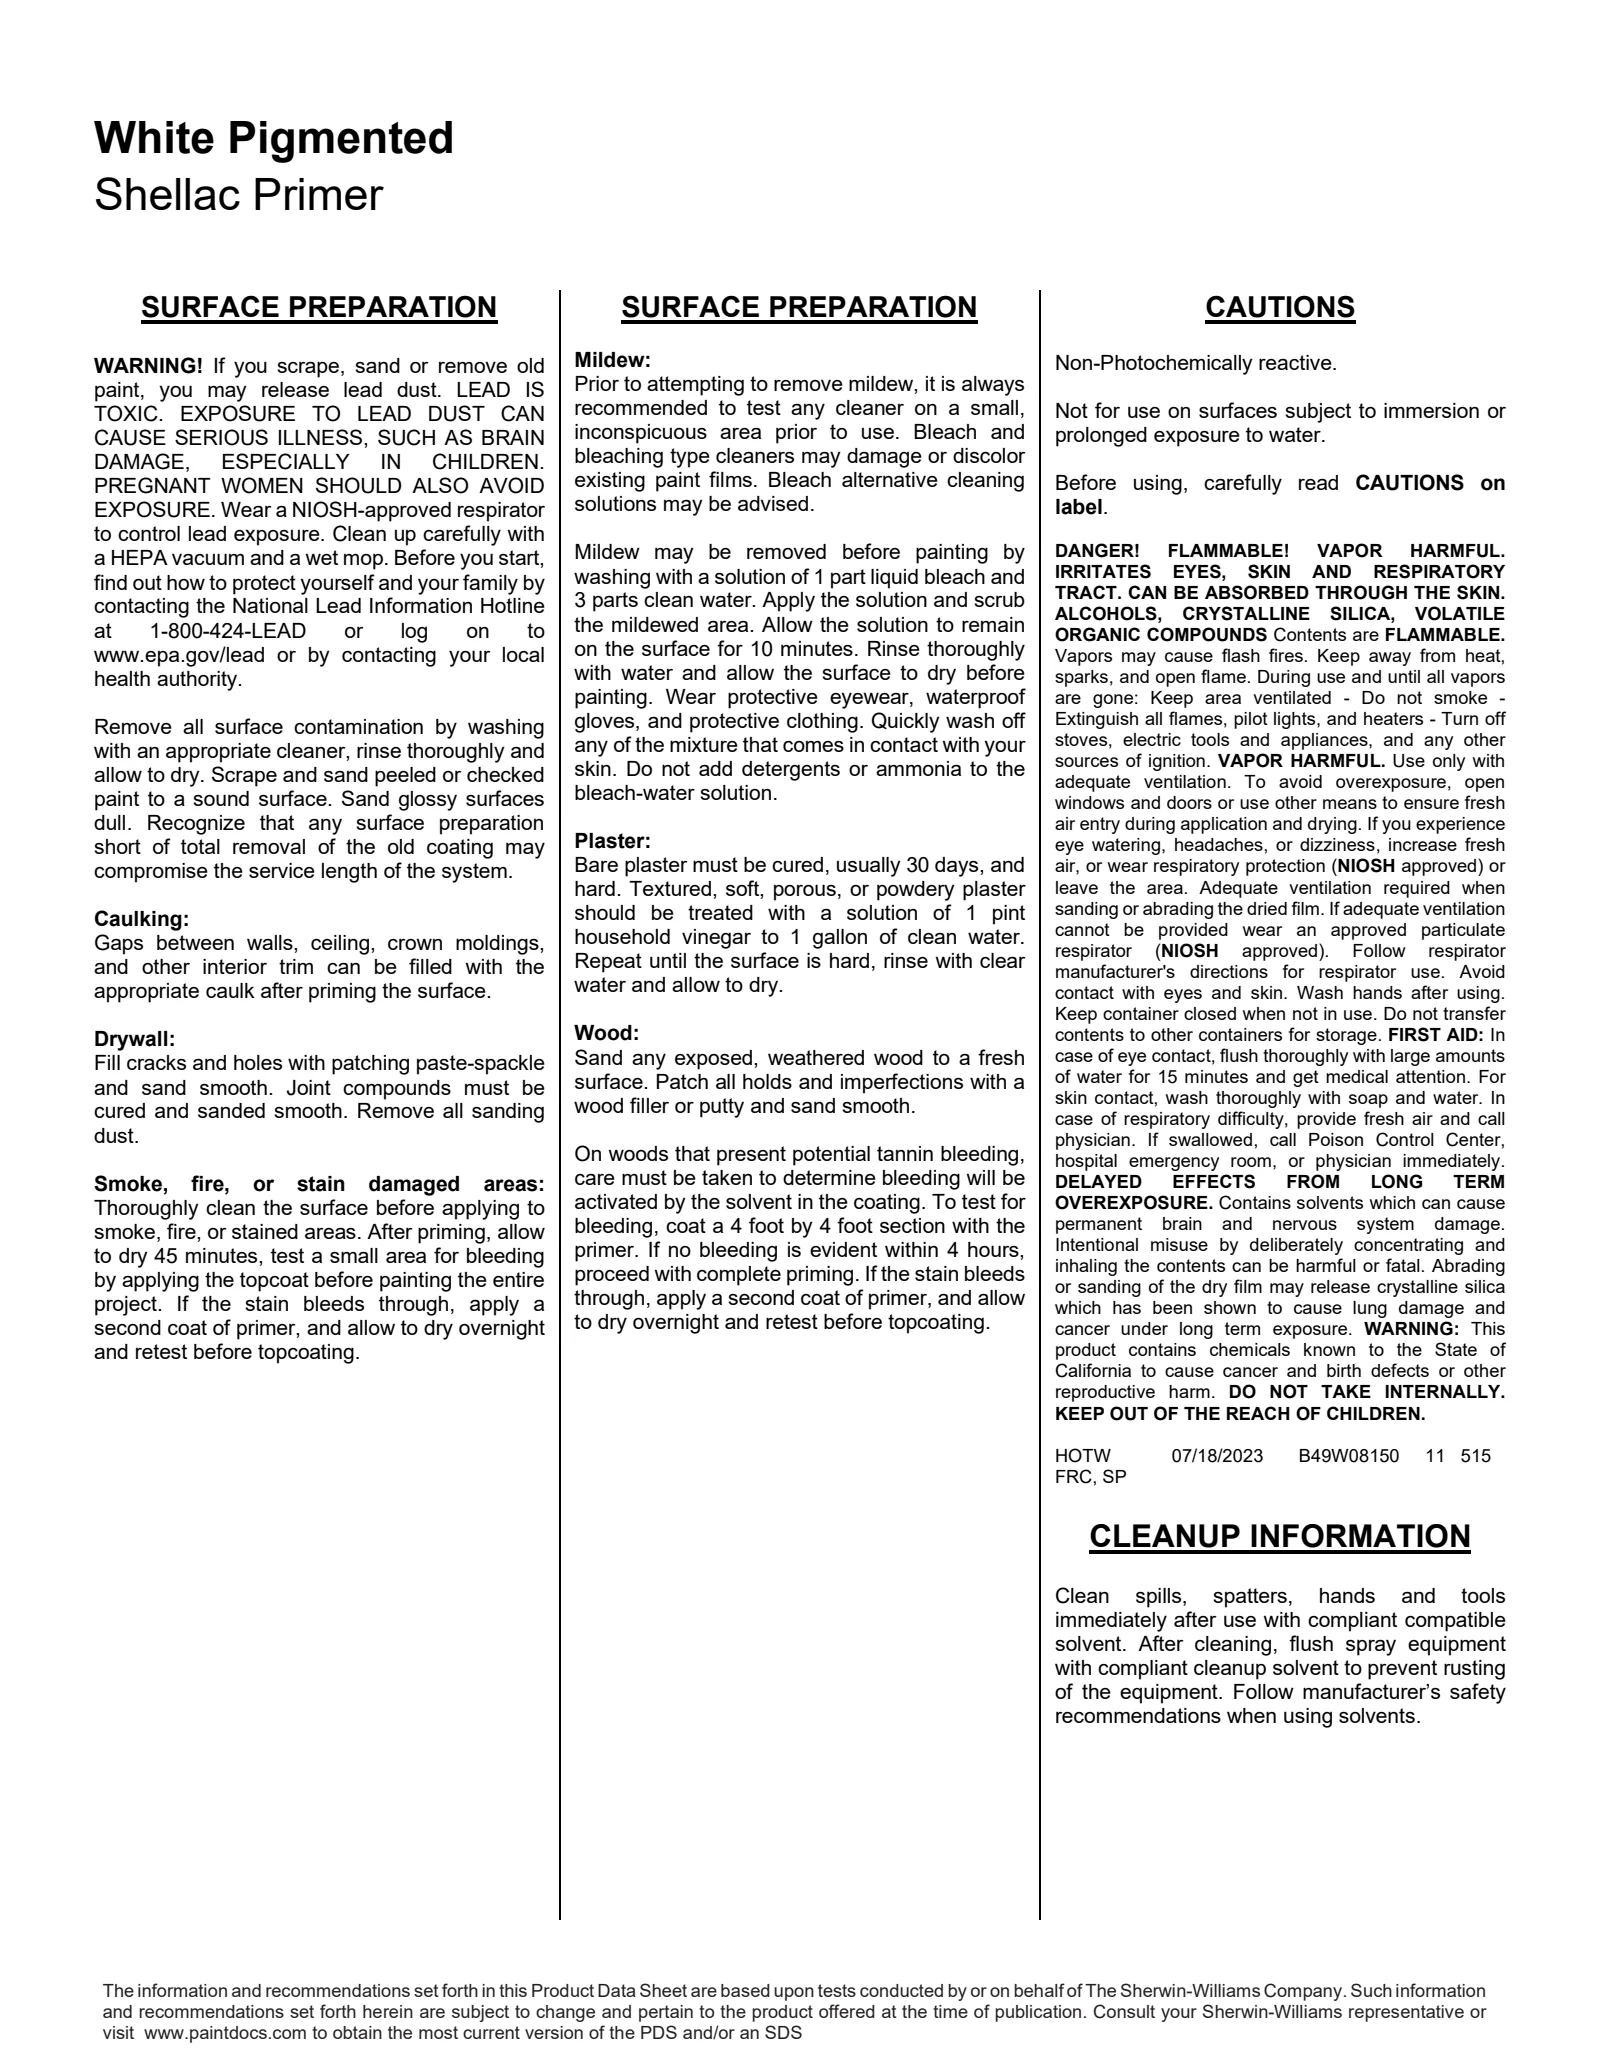 White Pigmented
Shellac Primer
SURFACE PREPARATION
WARNING! If you scrape, sand or remove old
paint, you may release lead dust. LEAD IS
TOXIC. EXPOSURE TO LEAD DUST CAN
CAUSE SERIOUS ILLNESS, SUCH AS BRAIN
DAMAGE, ESPECIALLY IN CHILDREN.
PREGNANT WOMEN SHOULD ALSO AVOID
EXPOSURE. Wear a NIOSH-approved respirator
to control lead exposure. Clean up carefully with
a HEPA vacuum and a wet mop. Before you start,
find out how to protect yourself and your family by
contacting the National Lead Information Hotline
at 1-800-424-LEAD or log on to
www.epa.gov/lead or by contacting your local
health authority.
Remove all surface contamination by washing
with an appropriate cleaner, rinse thoroughly and
allow to dry. Scrape and sand peeled or checked
paint to a sound surface. Sand glossy surfaces
dull. Recognize that any surface preparation
short of total removal of the old coating may
compromise the service length of the system.
Caulking:
Gaps between walls, ceiling, crown moldings,
and other interior trim can be filled with the
appropriate caulk after priming the surface.
Drywall:
Fill cracks and holes with patching paste-spackle
and sand smooth. Joint compounds must be
cured and sanded smooth. Remove all sanding
dust.
Smoke, fire, or stain damaged areas:
Thoroughly clean the surface before applying to
smoke, fire, or stained areas. After priming, allow
to dry 45 minutes, test a small area for bleeding
by applying the topcoat before painting the entire
project. If the stain bleeds through, apply a
second coat of primer, and allow to dry overnight
and retest before topcoating.
SURFACE PREPARATION
Mildew:
Prior to attempting to remove mildew, it is always
recommended to test any cleaner on a small,
inconspicuous area prior to use. Bleach and
bleaching type cleaners may damage or discolor
existing paint films. Bleach alternative cleaning
solutions may be advised.
Mildew may be removed before painting by
washing with a solution of 1 part liquid bleach and
3 parts clean water. Apply the solution and scrub
the mildewed area. Allow the solution to remain
on the surface for 10 minutes. Rinse thoroughly
with water and allow the surface to dry before
painting. Wear protective eyewear, waterproof
gloves, and protective clothing. Quickly wash off
any of the mixture that comes in contact with your
skin. Do not add detergents or ammonia to the
bleach-water solution.
Plaster:
Bare plaster must be cured, usually 30 days, and
hard. Textured, soft, porous, or powdery plaster
should be treated with a solution of 1 pint
household vinegar to 1 gallon of clean water.
Repeat until the surface is hard, rinse with clear
water and allow to dry.
Wood:
Sand any exposed, weathered wood to a fresh
surface. Patch all holds and imperfections with a
wood filler or putty and sand smooth.
On woods that present potential tannin bleeding,
care must be taken to determine bleeding will be
activated by the solvent in the coating. To test for
bleeding, coat a 4 foot by 4 foot section with the
primer. If no bleeding is evident within 4 hours,
proceed with complete priming. If the stain bleeds
through, apply a second coat of primer, and allow
to dry overnight and retest before topcoating.
CAUTIONS
Non-Photochemically reactive.
Not for use on surfaces subject to immersion or
prolonged exposure to water.
Before using, carefully read CAUTIONS on
label.
DANGER! FLAMMABLE! VAPOR HARMFUL.
IRRITATES EYES, SKIN AND RESPIRATORY
TRACT. CAN BE ABSORBED THROUGH THE SKIN.
ALCOHOLS, CRYSTALLINE SILICA, VOLATILE
ORGANIC COMPOUNDS Contents are FLAMMABLE.
Vapors may cause flash fires. Keep away from heat,
sparks, and open flame. During use and until all vapors
are gone: Keep area ventilated - Do not smoke -
Extinguish all flames, pilot lights, and heaters - Turn off
stoves, electric tools and appliances, and any other
sources of ignition. VAPOR HARMFUL. Use only with
adequate ventilation. To avoid overexposure, open
windows and doors or use other means to ensure fresh
air entry during application and drying. If you experience
eye watering, headaches, or dizziness, increase fresh
air, or wear respiratory protection (NIOSH approved) or
leave the area. Adequate ventilation required when
sanding or abrading the dried film. If adequate ventilation
cannot be provided wear an approved particulate
respirator (NIOSH approved). Follow respirator
manufacturer's directions for respirator use. Avoid
contact with eyes and skin. Wash hands after using.
Keep container closed when not in use. Do not transfer
contents to other containers for storage. FIRST AID: In
case of eye contact, flush thoroughly with large amounts
of water for 15 minutes and get medical attention. For
skin contact, wash thoroughly with soap and water. In
case of respiratory difficulty, provide fresh air and call
physician. If swallowed, call Poison Control Center,
hospital emergency room, or physician immediately.
DELAYED EFFECTS FROM LONG TERM
OVEREXPOSURE. Contains solvents which can cause
permanent brain and nervous system damage.
Intentional misuse by deliberately concentrating and
inhaling the contents can be harmful or fatal. Abrading
or sanding of the dry film may release crystalline silica
which has been shown to cause lung damage and
cancer under long term exposure. WARNING: This
product contains chemicals known to the State of
California to cause cancer and birth defects or other
reproductive harm. DO NOT TAKE INTERNALLY.
KEEP OUT OF THE REACH OF CHILDREN.
HOTW 07/18/2023 B49W08150 11 515
FRC, SP
CLEANUP INFORMATION
Clean spills, spatters, hands and tools
immediately after use with compliant compatible
solvent. After cleaning, flush spray equipment
with compliant cleanup solvent to prevent rusting
of the equipment. Follow manufacturer’s safety
recommendations when using solvents.
The information and recommendations set forth in this Product Data Sheet are based upon tests conducted by or on behalf of The Sherwin-Williams Company. Such information
and recommendations set forth herein are subject to change and pertain to the product offered at the time of publication. Consult your Sherwin-Williams representative or
visit www.paintdocs.com to obtain the most current version of the PDS and/or an SDS